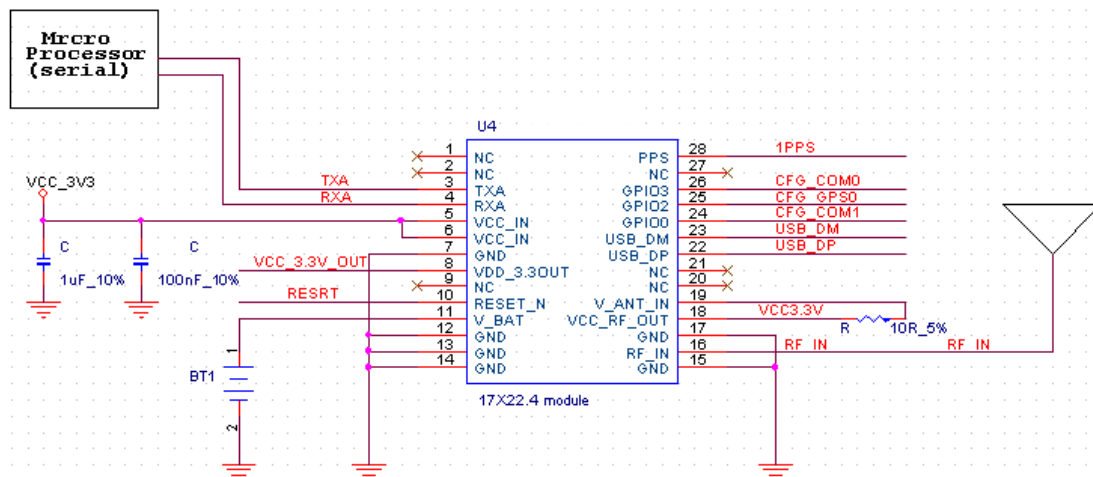 Mrcro
Processor
(serial)
U4
1 NC PPS 28 1PPS
2 NC NC 27
TXA 3 TXA GPIO3 26 CFG_COM0
RXA 4 RXA GPIO2 25 CFG_GPS0
VCC_3V3
5 VCC_IN GPIO0 24 CFG_COM1
6 VCC_IN USB_DM 23 USB_DM
7 GND USB_DP 22 USB_DP
C C
VCC_3.3V_OUT 8 VDD_3.3OUT NC 21
1uF_10% 100nF_10%
9 NC NC 20
RESRT 10 RESET_N V_ANT_IN 19
11 V_BAT VCC_RF_OUT 18 VCC3.3V
R 10R_5%
12 GND GND 17
13 GND RF_IN 16 RF_IN RF_IN
14 GND GND 15
1
BT1
2
17X22.4 module